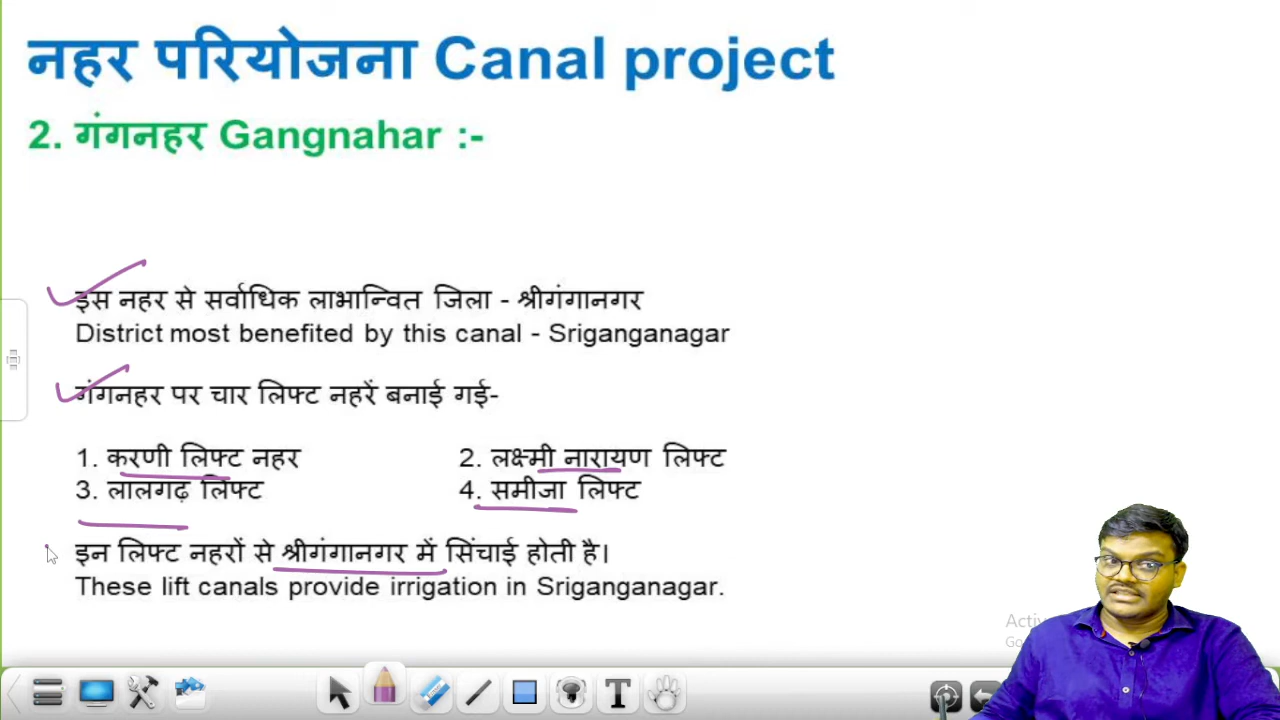 नहर परियोजना Canal project
2. गंगनहर Gangnahar :-
इस नहर से सर्वाधिक लाभान्वित जिला - श्रीगंगानगर
District most benefited by this canal - Sriganganagar
गंगनहर पर चार लिफ्ट नहरें बनाई गई-
1. करणी लिफ्ट नहर 2. लक्ष्मी नारायण लिफ्ट
3. लालगढ़ लिफ्ट 4. समीजा लिफ्ट
इन लिफ्ट नहरों से श्रीगंगानगर में सिंचाई होती है।
These lift canals provide irrigation in Sriganganagar.